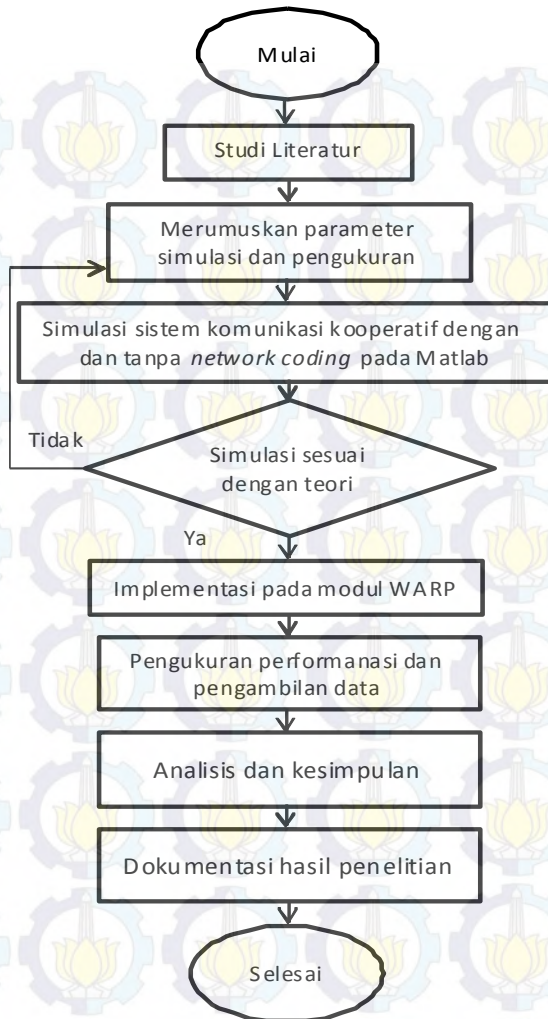 Mulai
Studi Literatur
Merumuskan parameter
simulasi dan pengukuran
Simulasi sistem komunikasi kooperatif dengan
dan tanpa network coding pada Matlab
Tidak
Simulasi sesuai
dengan teori
Ya
Implementasi pada modul WARP
Pengukuran performanasi dan
pengambilan data
Analisis dan kesimpulan
Dokumentasi hasil penelitian
Selesai